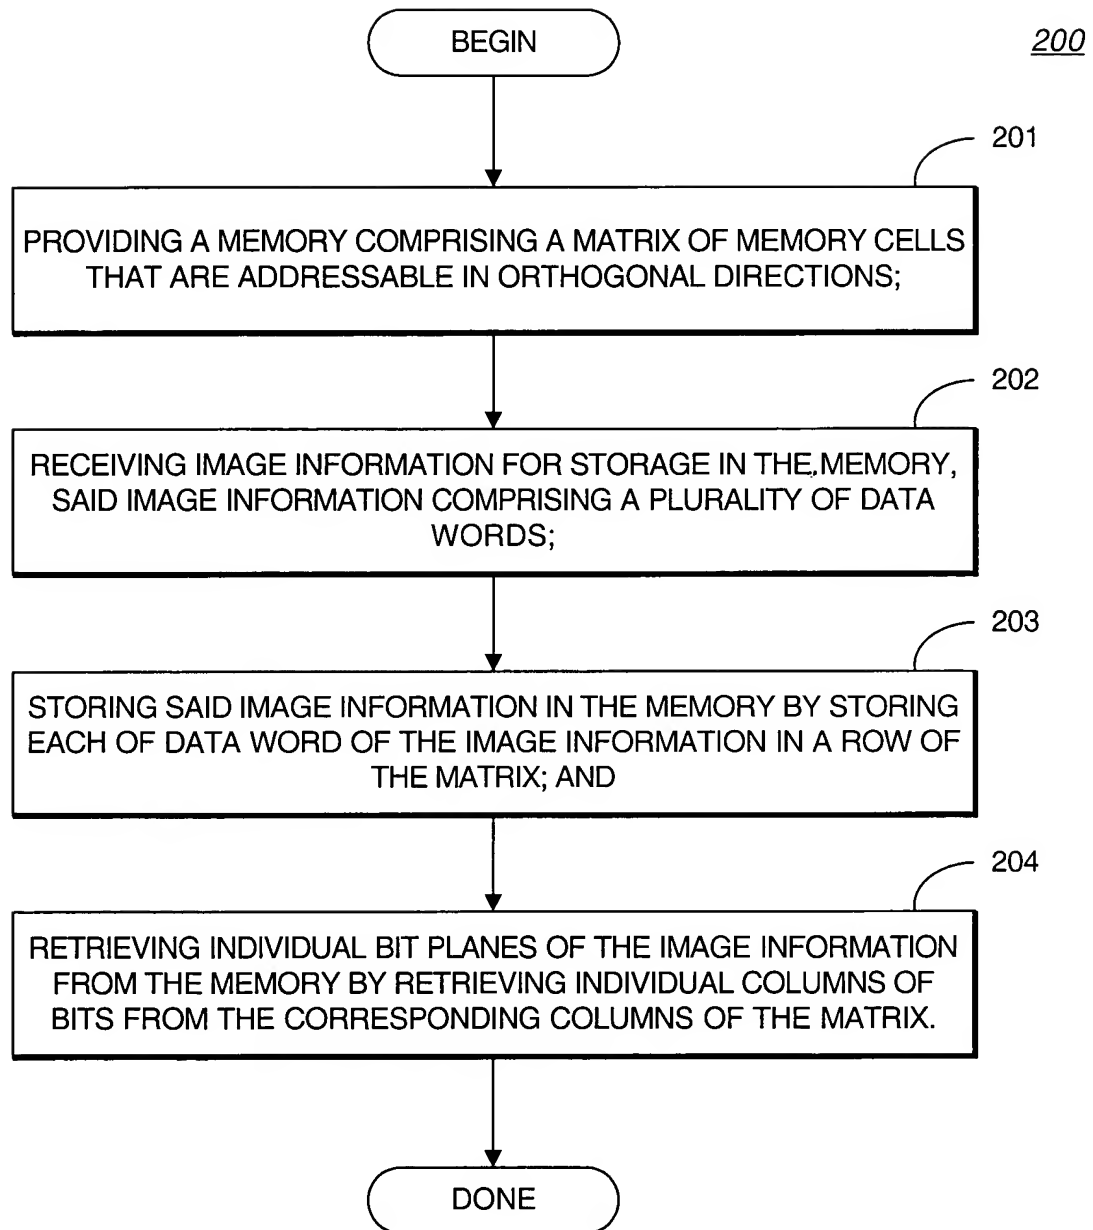 BEGIN
200
201
PROVIDING A MEMORY COMPRISING A MATRIX OF MEMORY CELLS
THAT ARE ADDRESSABLE IN ORTHOGONAL DIRECTIONS;
202
RECEIVING IMAGE INFORMATION FOR STORAGE IN THE MEMORY,
SAID IMAGE INFORMATION COMPRISING A PLURALITY OF DATA
WORDS;
203
STORING SAID IMAGE INFORMATION IN THE MEMORY BY STORING
EACH OF DATA WORD OF THE IMAGE INFORMATION IN A ROW OF
THE MATRIX; AND
204
RETRIEVING INDIVIDUAL BIT PLANES OF THE IMAGE INFORMATION
FROM THE MEMORY BY RETRIEVING INDIVIDUAL COLUMNS OF
BITS FROM THE CORRESPONDING COLUMNS OF THE MATRIX.
DONE